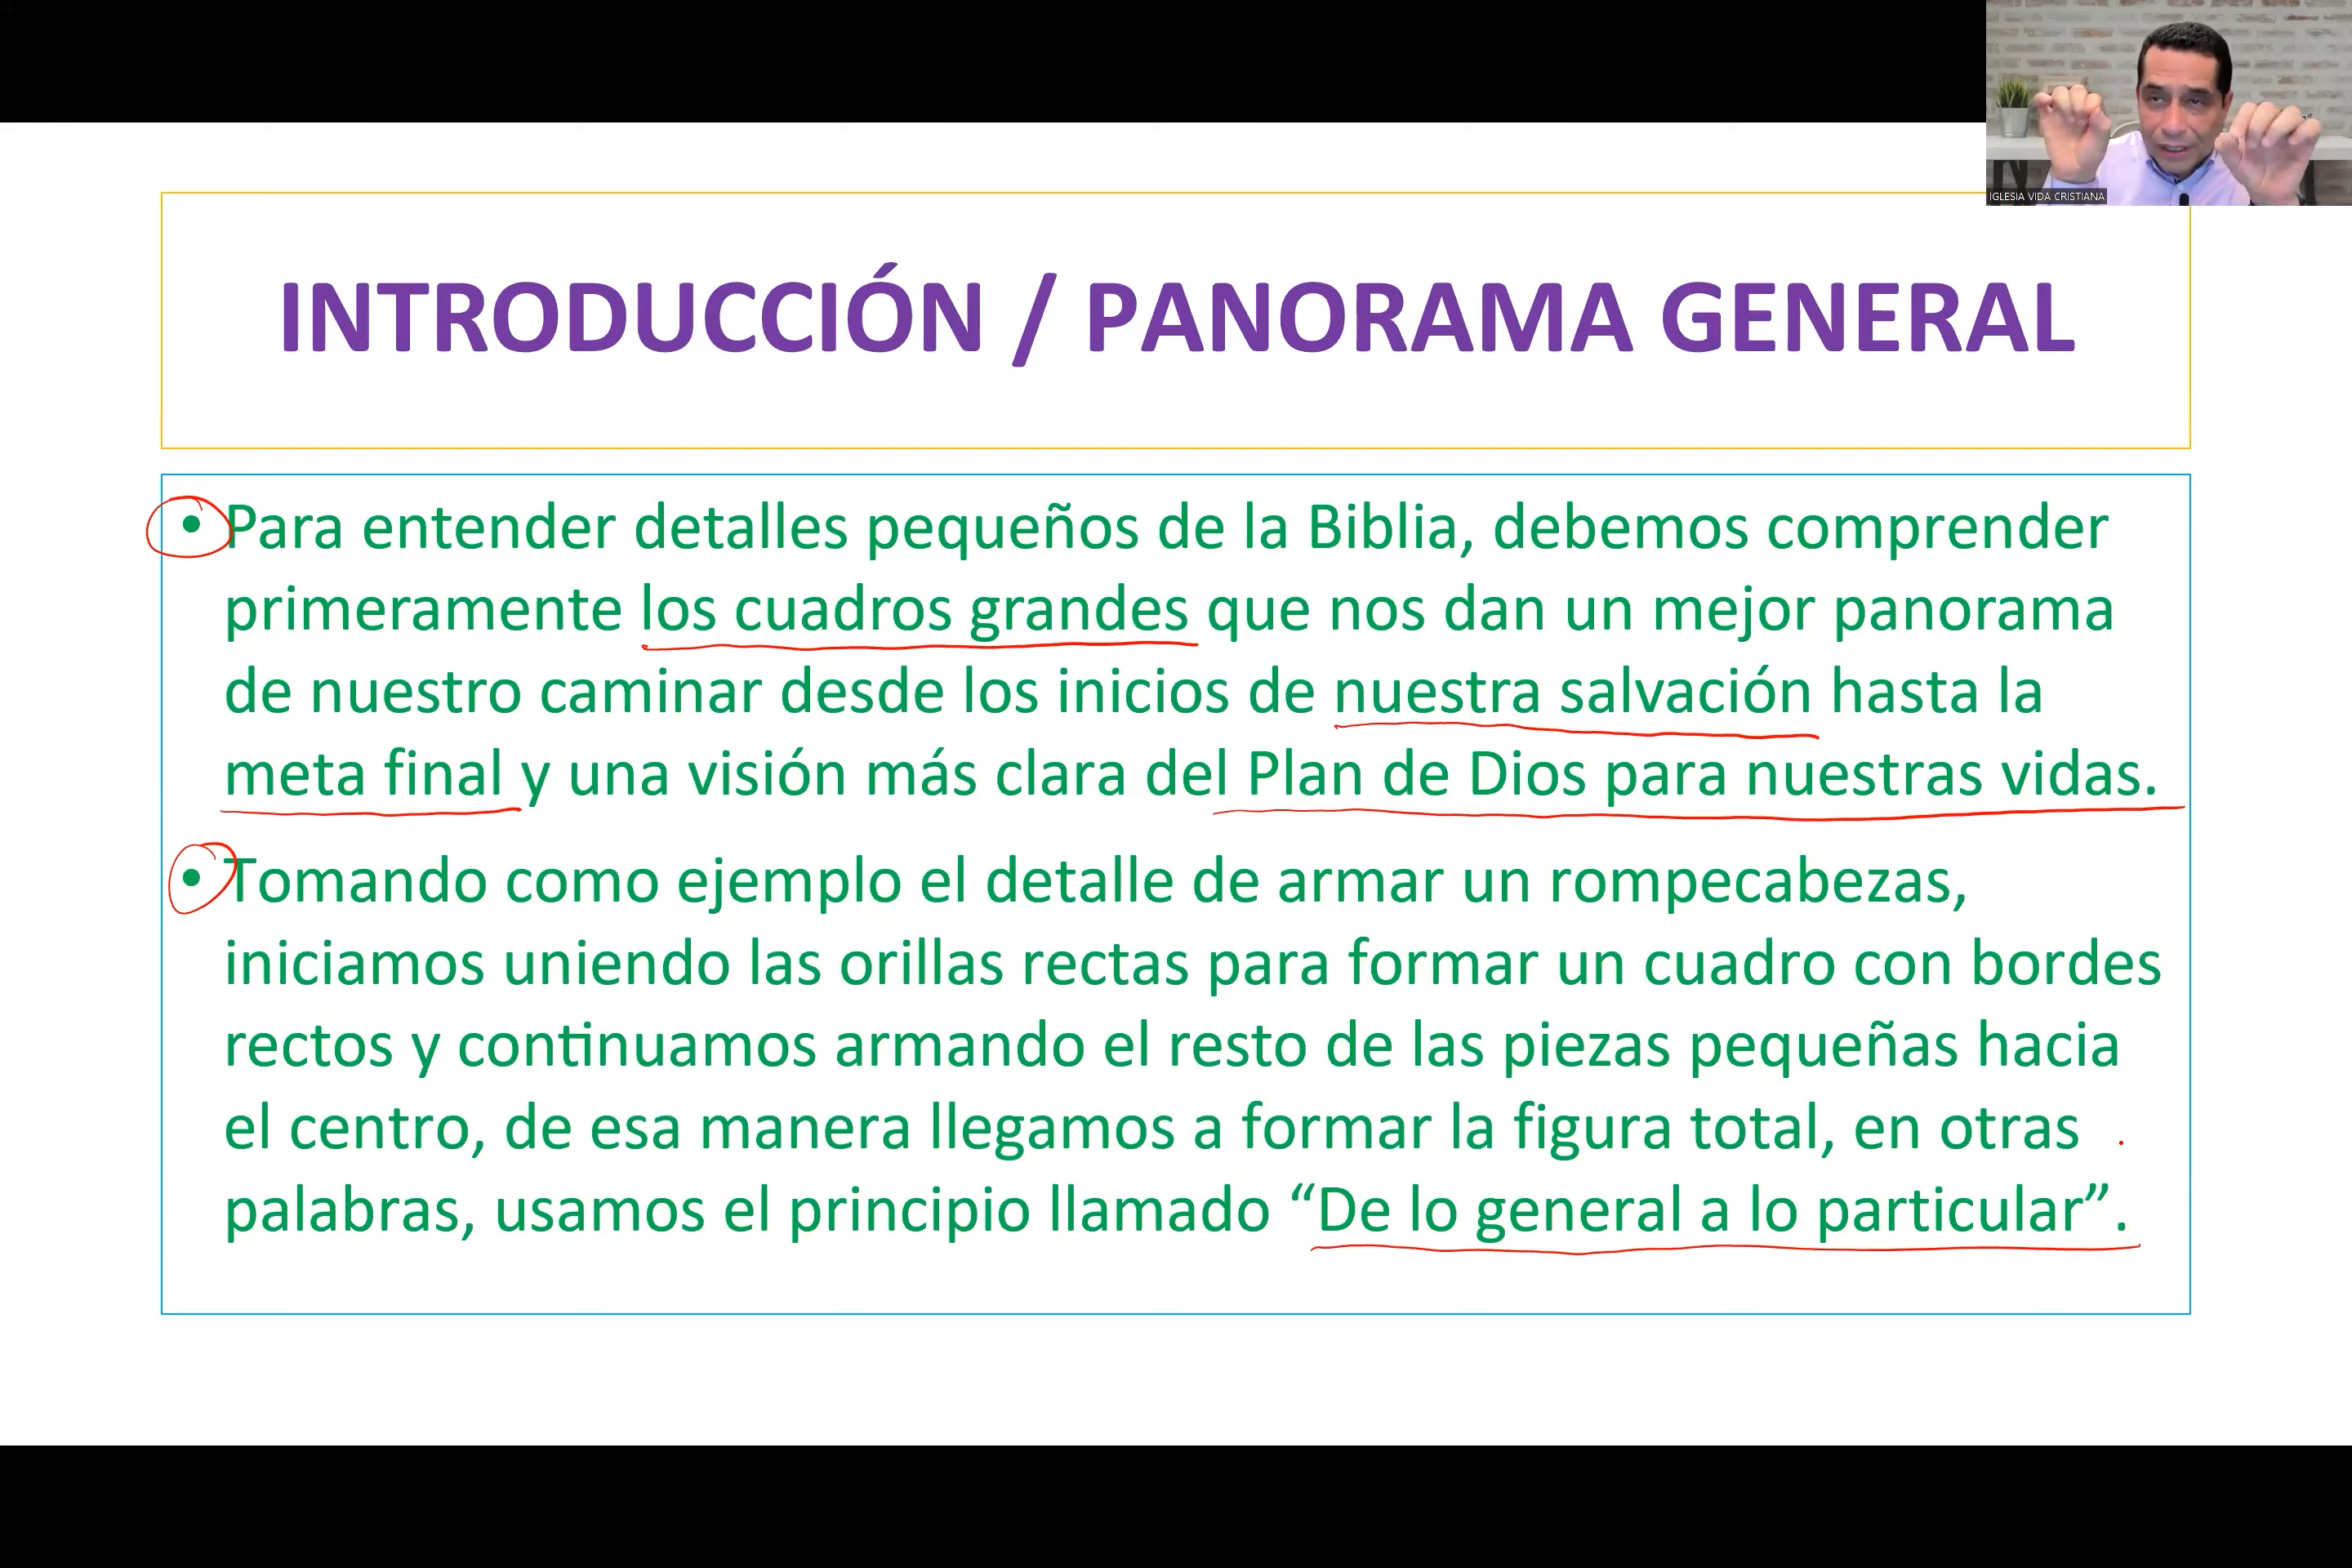 IGLESIA VIDA CRISTIANA
INTRODUCCIÓN / PANORAMA GENERAL
• Para entender detalles pequeños de la Biblia, debemos comprender
primeramente los cuadros grandes que nos dan un mejor panorama
de nuestro caminar desde los inicios de nuestra salvación hasta la
meta final y una visión más clara del Plan de Dios para nuestras vidas.
• Tomando como ejemplo el detalle de armar un rompecabezas,
iniciamos uniendo las orillas rectas para formar un cuadro con bordes
rectos y continuamos armando el resto de las piezas pequeñas hacia
el centro, de esa manera llegamos a formar la figura total, en otras
palabras, usamos el principio llamado “De lo general a lo particular”.